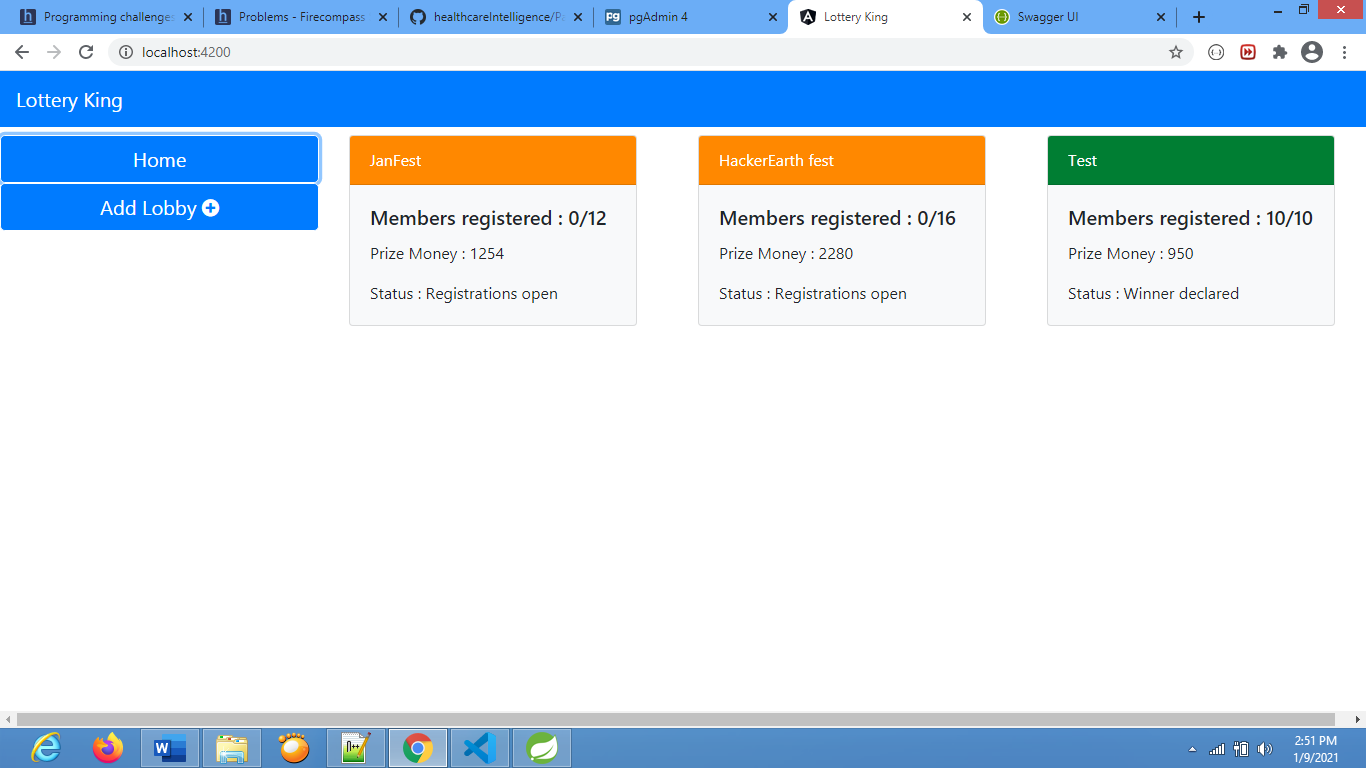 Programming challenges
Problems - Firecompass
healthcareIntelligence/Pa
pgAdmin 4
Lottery King
Swagger UI
localhost:4200
Lottery King
Home
Add Lobby
JanFest
Members registered : 0/12
Prize Money : 1254
Status : Registrations open
HackerEarth fest
Members registered : 0/16
Prize Money : 2280
Status : Registrations open
Test
Members registered : 10/10
Prize Money : 950
Status : Winner declared
2:51 PM
1/9/2021